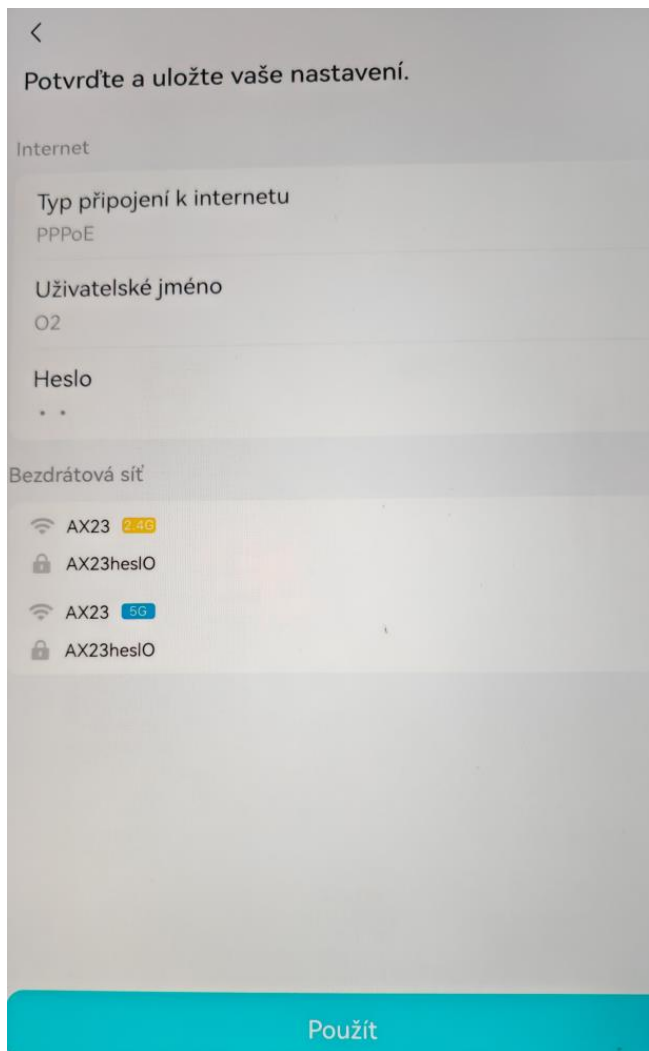 Potvrďte a uložte vaše nastavení.
Internet
Typ připojení k internetu
PPPoE
Uživatelské jméno
O2
Heslo
• •
Bezdrátová síť
AX23 2.4G
AX23heslO
AX23 5G
AX23heslO
Použít